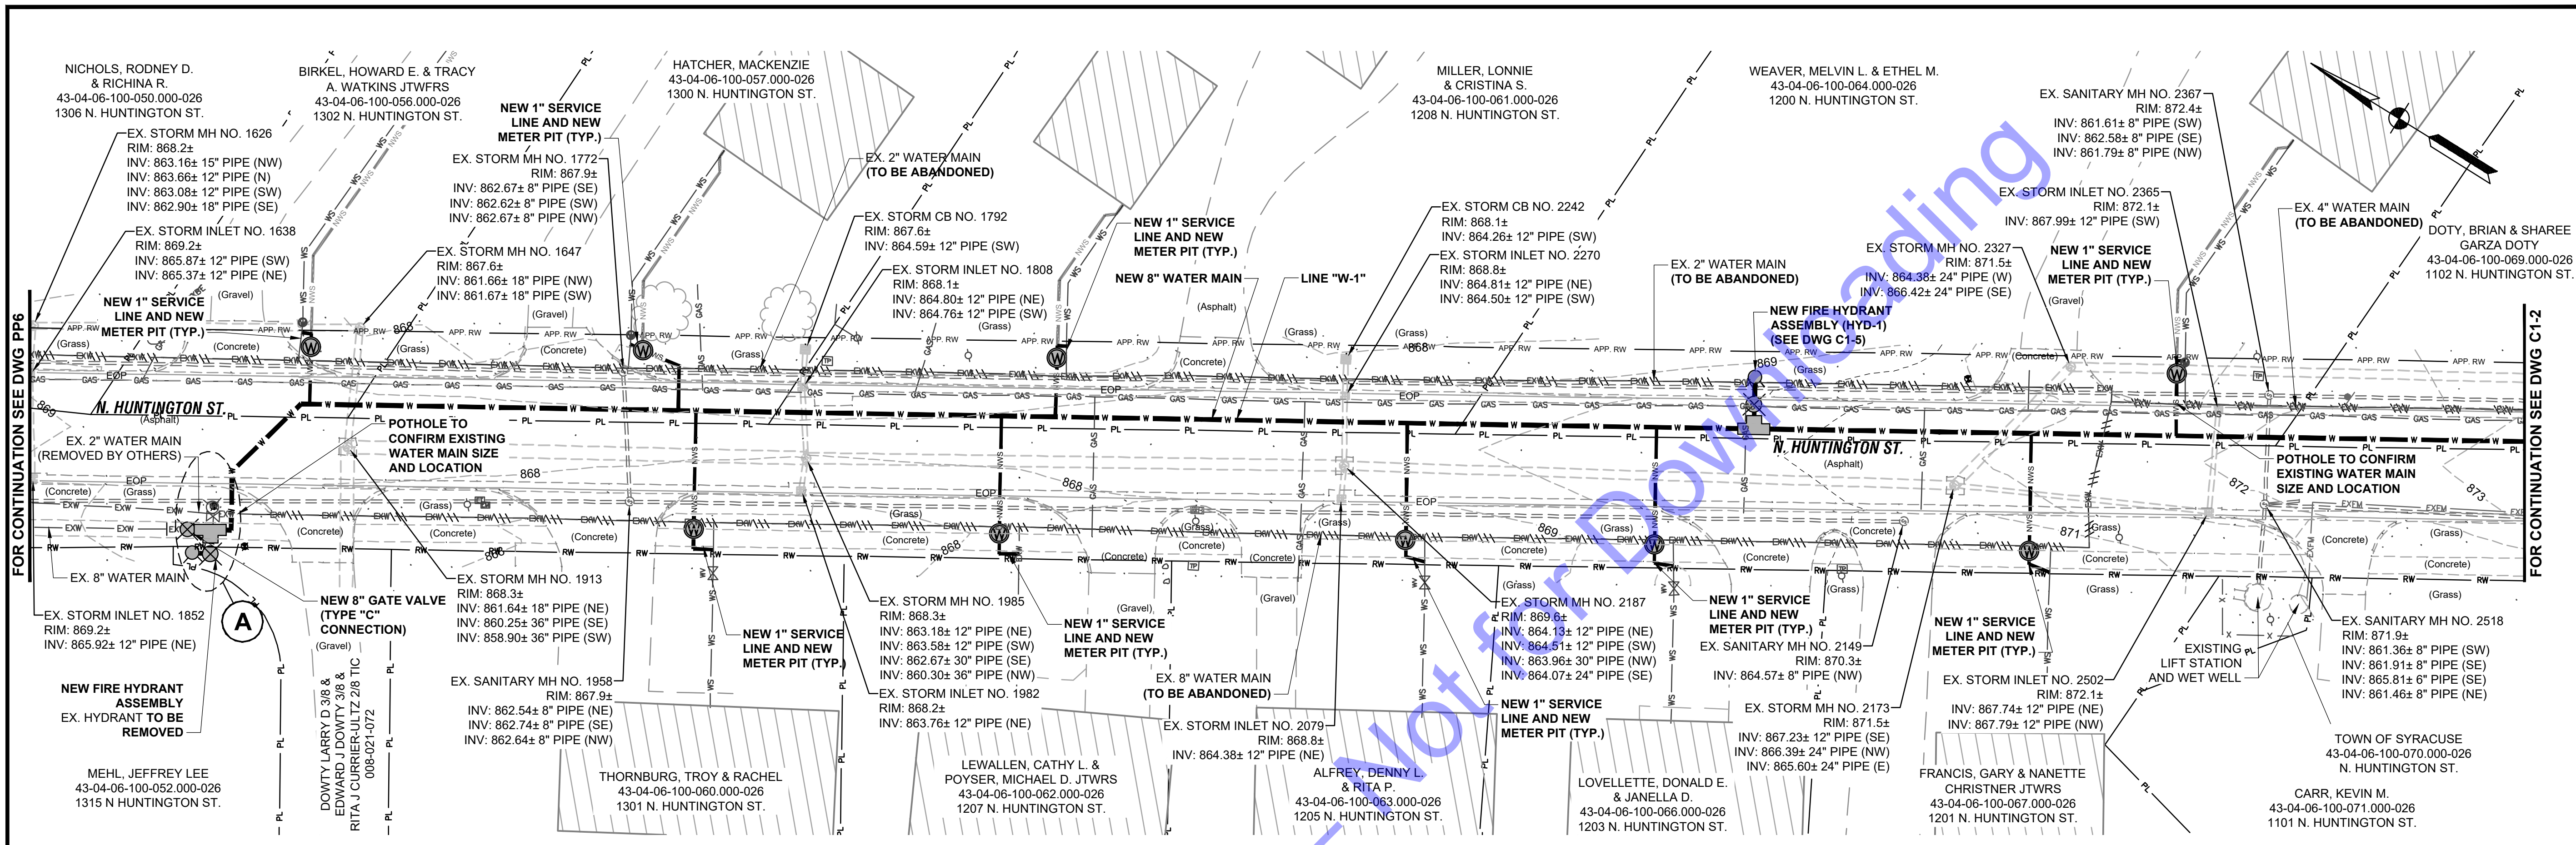 NICHOLS, RODNEY D.
& RICHINA R.
43-04-06-100-050.000-026
1306 N. HUNTINGTON ST.
BIRKEL, HOWARD E. & TRACY
A. WATKINS JTWFRS
43-04-06-100-056.000-026
1302 N. HUNTINGTON ST.
HATCHER, MACKENZIE
43-04-06-100-057.000-026
1300 N. HUNTINGTON ST.
MILLER, LONNIE
& CRISTINA S.
43-04-06-100-061.000-026
1208 N. HUNTINGTON ST.
WEAVER, MELVIN L. & ETHEL M.
43-04-06-100-064.000-026
1200 N. HUNTINGTON ST.
DOTY, BRIAN & SHAREE
GARZA DOTY
43-04-06-100-069.000-026
1102 N. HUNTINGTON ST.
EX. STORM MH NO. 1626
RIM: 868.2±
INV: 863.16± 15" PIPE (NW)
INV: 863.66± 12" PIPE (N)
INV: 863.08± 12" PIPE (SW)
INV: 862.90± 18" PIPE (SE)
EX. STORM INLET NO. 1638
RIM: 869.2±
INV: 865.87± 12" PIPE (SW)
INV: 865.37± 12" PIPE (NE)
NEW 1" SERVICE
LINE AND NEW
METER PIT (TYP.)
NEW 1" SERVICE
LINE AND NEW
METER PIT (TYP.)
EX. STORM MH NO. 1772
RIM: 867.9±
INV: 862.67± 8" PIPE (SE)
INV: 862.62± 8" PIPE (SW)
INV: 862.67± 8" PIPE (NW)
EX. STORM MH NO. 1647
RIM: 867.6±
INV: 861.66± 18" PIPE (NW)
INV: 861.67± 18" PIPE (SW)
EX. 2" WATER MAIN
(TO BE ABANDONED)
EX. STORM CB NO. 1792
RIM: 867.6±
INV: 864.59± 12" PIPE (SW)
EX. STORM INLET NO. 1808
RIM: 868.1±
INV: 864.80± 12" PIPE (NE)
INV: 864.76± 12" PIPE (SW)
NEW 1" SERVICE
LINE AND NEW
METER PIT (TYP.)
NEW 8" WATER MAIN
LINE "W-1"
EX. STORM CB NO. 2242
RIM: 868.1±
INV: 864.26± 12" PIPE (SW)
EX. STORM INLET NO. 2270
RIM: 868.8±
INV: 864.81± 12" PIPE (NE)
INV: 864.50± 12" PIPE (SW)
EX. 2" WATER MAIN
(TO BE ABANDONED)
NEW FIRE HYDRANT
ASSEMBLY (HYD-1)
(SEE DWG C1-5)
EX. SANITARY MH NO. 2367
RIM: 872.4±
INV: 861.61± 8" PIPE (SW)
INV: 862.58± 8" PIPE (SE)
INV: 861.79± 8" PIPE (NW)
EX. STORM INLET NO. 2365
RIM: 872.1±
INV: 867.99± 12" PIPE (SW)
EX. STORM MH NO. 2327
RIM: 871.5±
INV: 864.38± 24" PIPE (W)
INV: 866.42± 24" PIPE (SE)
NEW 1" SERVICE
LINE AND NEW
METER PIT (TYP.)
EX. 4" WATER MAIN
(TO BE ABANDONED)
FOR CONTINUATION SEE DWG PP6
FOR CONTINUATION SEE DWG C1-2
N. HUNTINGTON ST.
(Asphalt)
N. HUNTINGTON ST.
(Asphalt)
EX. 2" WATER MAIN
(REMOVED BY OTHERS)
POTHOLE TO
CONFIRM EXISTING
WATER MAIN SIZE
AND LOCATION
POTHOLE TO CONFIRM
EXISTING WATER MAIN
SIZE AND LOCATION
EX. 8" WATER MAIN
EX. STORM INLET NO. 1852
RIM: 869.2±
INV: 865.92± 12" PIPE (NE)
A
NEW 8" GATE VALVE
(TYPE "C"
CONNECTION)
(Gravel)
NEW FIRE HYDRANT
ASSEMBLY
EX. HYDRANT TO BE
REMOVED
EX. STORM MH NO. 1913
RIM: 868.3±
INV: 861.64± 18" PIPE (NE)
INV: 860.25± 36" PIPE (SE)
INV: 858.90± 36" PIPE (SW)
EX. SANITARY MH NO. 1958
RIM: 867.9±
INV: 862.54± 8" PIPE (NE)
INV: 862.74± 8" PIPE (SE)
INV: 862.64± 8" PIPE (NW)
NEW 1" SERVICE
LINE AND NEW
METER PIT (TYP.)
EX. STORM MH NO. 1985
RIM: 868.3±
INV: 863.18± 12" PIPE (NE)
INV: 863.58± 12" PIPE (SW)
INV: 862.67± 30" PIPE (SE)
INV: 860.30± 36" PIPE (NW)
EX. STORM INLET NO. 1982
RIM: 868.2±
INV: 863.76± 12" PIPE (NE)
NEW 1" SERVICE
LINE AND NEW
METER PIT (TYP.)
EX. 8" WATER MAIN
(TO BE ABANDONED)
EX. STORM INLET NO. 2079
RIM: 868.8±
INV: 864.38± 12" PIPE (NE)
EX. STORM MH NO. 2187
RIM: 869.6±
INV: 864.13± 12" PIPE (NE)
INV: 864.51± 12" PIPE (SW)
INV: 863.96± 30" PIPE (NW)
INV: 864.07± 24" PIPE (SE)
NEW 1" SERVICE
LINE AND NEW
METER PIT (TYP.)
NEW 1" SERVICE
LINE AND NEW
METER PIT (TYP.)
EX. SANITARY MH NO. 2149
RIM: 870.3±
INV: 864.57± 8" PIPE (NW)
EX. STORM MH NO. 2173
RIM: 871.5±
INV: 867.23± 12" PIPE (SE)
INV: 866.39± 24" PIPE (NW)
INV: 865.60± 24" PIPE (E)
NEW 1" SERVICE
LINE AND NEW
METER PIT (TYP.)
EX. STORM INLET NO. 2502
RIM: 872.1±
INV: 867.74± 12" PIPE (NE)
INV: 867.79± 12" PIPE (NW)
EXISTING
LIFT STATION
AND WET WELL
EX. SANITARY MH NO. 2518
RIM: 871.9±
INV: 861.36± 8" PIPE (SW)
INV: 861.91± 8" PIPE (SE)
INV: 865.81± 6" PIPE (SE)
INV: 861.46± 8" PIPE (NE)
MEHL, JEFFREY LEE
43-04-06-100-052.000-026
1315 N HUNTINGTON ST.
DOWTY LARRY D 3/8 &
EDWARD J DOWTY 3/8 &
RITA J CURRIER-ULTZ 2/8 TIC
008-021-072
THORNBURG, TROY & RACHEL
43-04-06-100-060.000-026
1301 N. HUNTINGTON ST.
LEWALLEN, CATHY L. &
POYSER, MICHAEL D. JTWRS
43-04-06-100-062.000-026
1207 N. HUNTINGTON ST.
ALFREY, DENNY L.
& RITA P.
43-04-06-100-063.000-026
1205 N. HUNTINGTON ST.
LOVELLETTE, DONALD E.
& JANELLA D.
43-04-06-100-066.000-026
1203 N. HUNTINGTON ST.
FRANCIS, GARY & NANETTE
CHRISTNER JTWRS
43-04-06-100-067.000-026
1201 N. HUNTINGTON ST.
TOWN OF SYRACUSE
43-04-06-100-070.000-026
N. HUNTINGTON ST.
CARR, KEVIN M.
43-04-06-100-071.000-026
1101 N. HUNTINGTON ST.
Not for Downloading